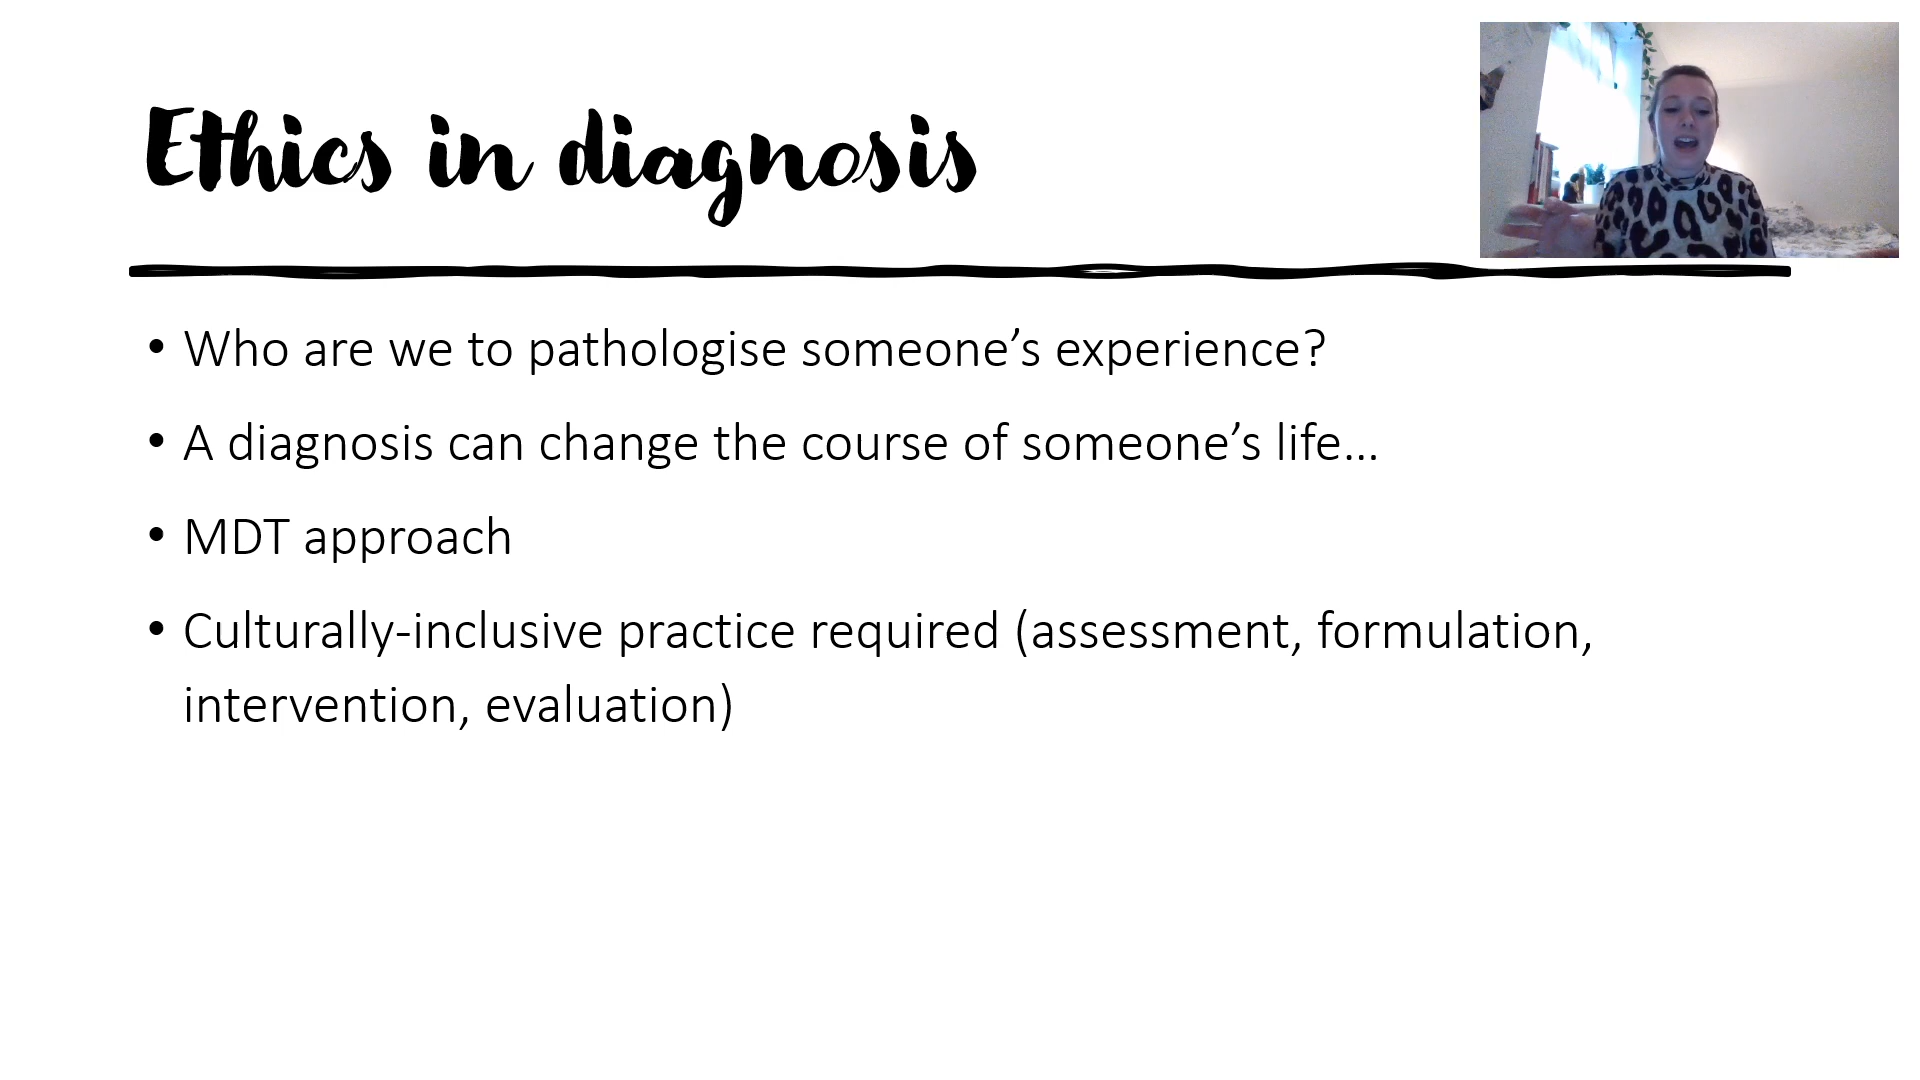 Ethics in diagnosis
• Who are we to pathologise someone’s experience?
• A diagnosis can change the course of someone’s life…
• MDT approach
• Culturally-inclusive practice required (assessment, formulation,
intervention, evaluation)